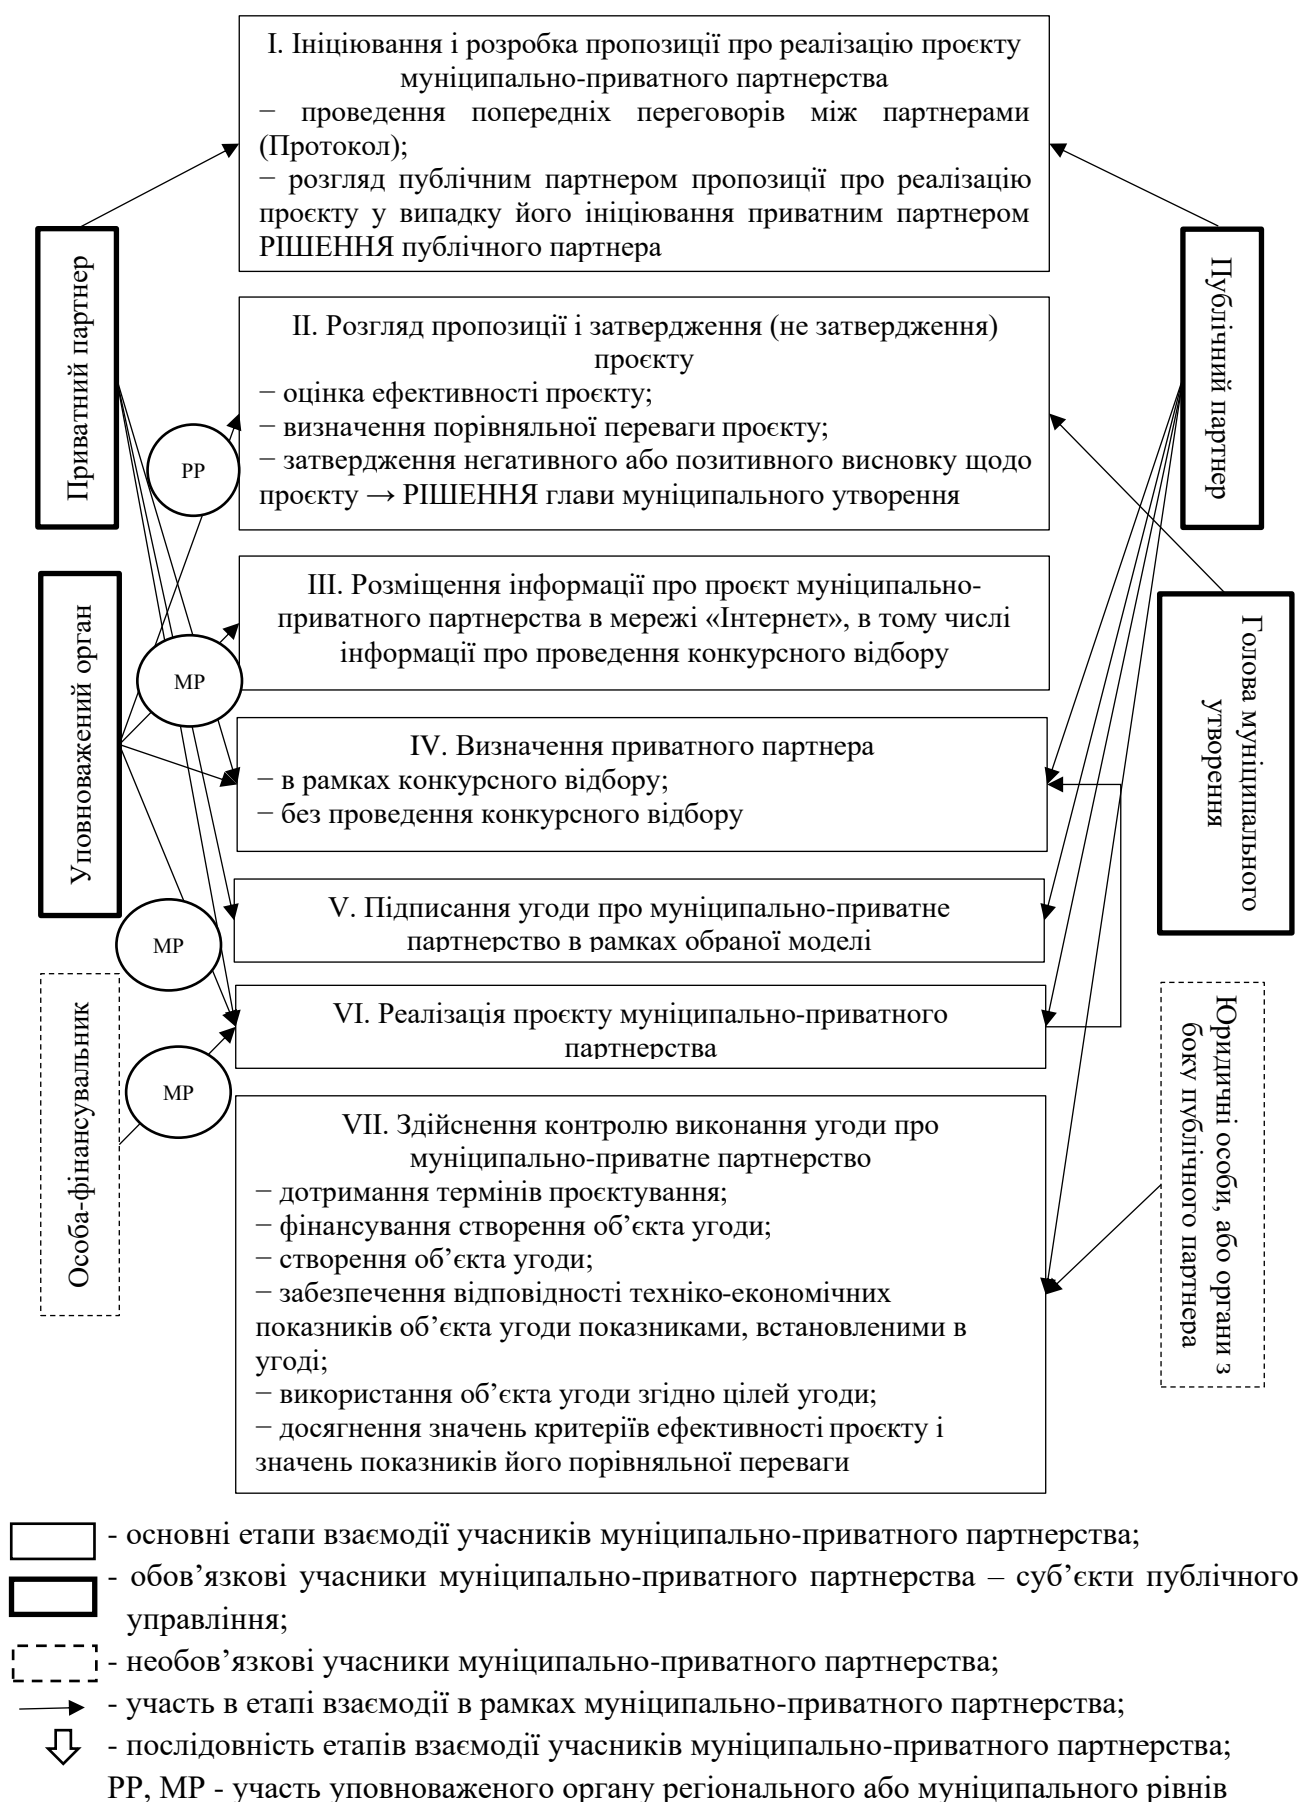 І. Ініціювання і розробка пропозиції про реалізацію проєкту
муніципально-приватного партнерства
− проведення попередніх переговорів між партнерами
(Протокол);
− розгляд публічним партнером пропозиції про реалізацію
проєкту у випадку його ініціювання приватним партнером
РІШЕННЯ публічного партнера
Приватний партнер
Публічний партнер
ІІ. Розгляд пропозиції і затвердження (не затвердження)
проєкту
− оцінка ефективності проєкту;
− визначення порівняльної переваги проєкту;
− затвердження негативного або позитивного висновку щодо
проєкту → РІШЕННЯ глави муніципального утворення
РР
Уповноважений орган
Голова муніципального
утворення
ІІІ. Розміщення інформації про проєкт муніципально-
приватного партнерства в мережі «Інтернет», в тому числі
інформації про проведення конкурсного відбору
МР
IV. Визначення приватного партнера
− в рамках конкурсного відбору;
− без проведення конкурсного відбору
V. Підписання угоди про муніципально-приватне
партнерство в рамках обраної моделі
МР
VI. Реалізація проєкту муніципально-приватного
партнерства
МР
Особа-фінансувальник
Юридичні особи, або органи з
боку публічного партнера
VII. Здійснення контролю виконання угоди про
муніципально-приватне партнерство
− дотримання термінів проєктування;
− фінансування створення об’єкта угоди;
− створення об’єкта угоди;
− забезпечення відповідності техніко-економічних
показників об’єкта угоди показниками, встановленими в
угоді;
− використання об’єкта угоди згідно цілей угоди;
− досягнення значень критеріїв ефективності проєкту і
значень показників його порівняльної переваги
- основні етапи взаємодії учасників муніципально-приватного партнерства;
- обов’язкові учасники муніципально-приватного партнерства – суб’єкти публічного
управління;
- необов’язкові учасники муніципально-приватного партнерства;
- участь в етапі взаємодії в рамках муніципально-приватного партнерства;
- послідовність етапів взаємодії учасників муніципально-приватного партнерства;
РР, МР - участь уповноваженого органу регіонального або муніципального рівнів